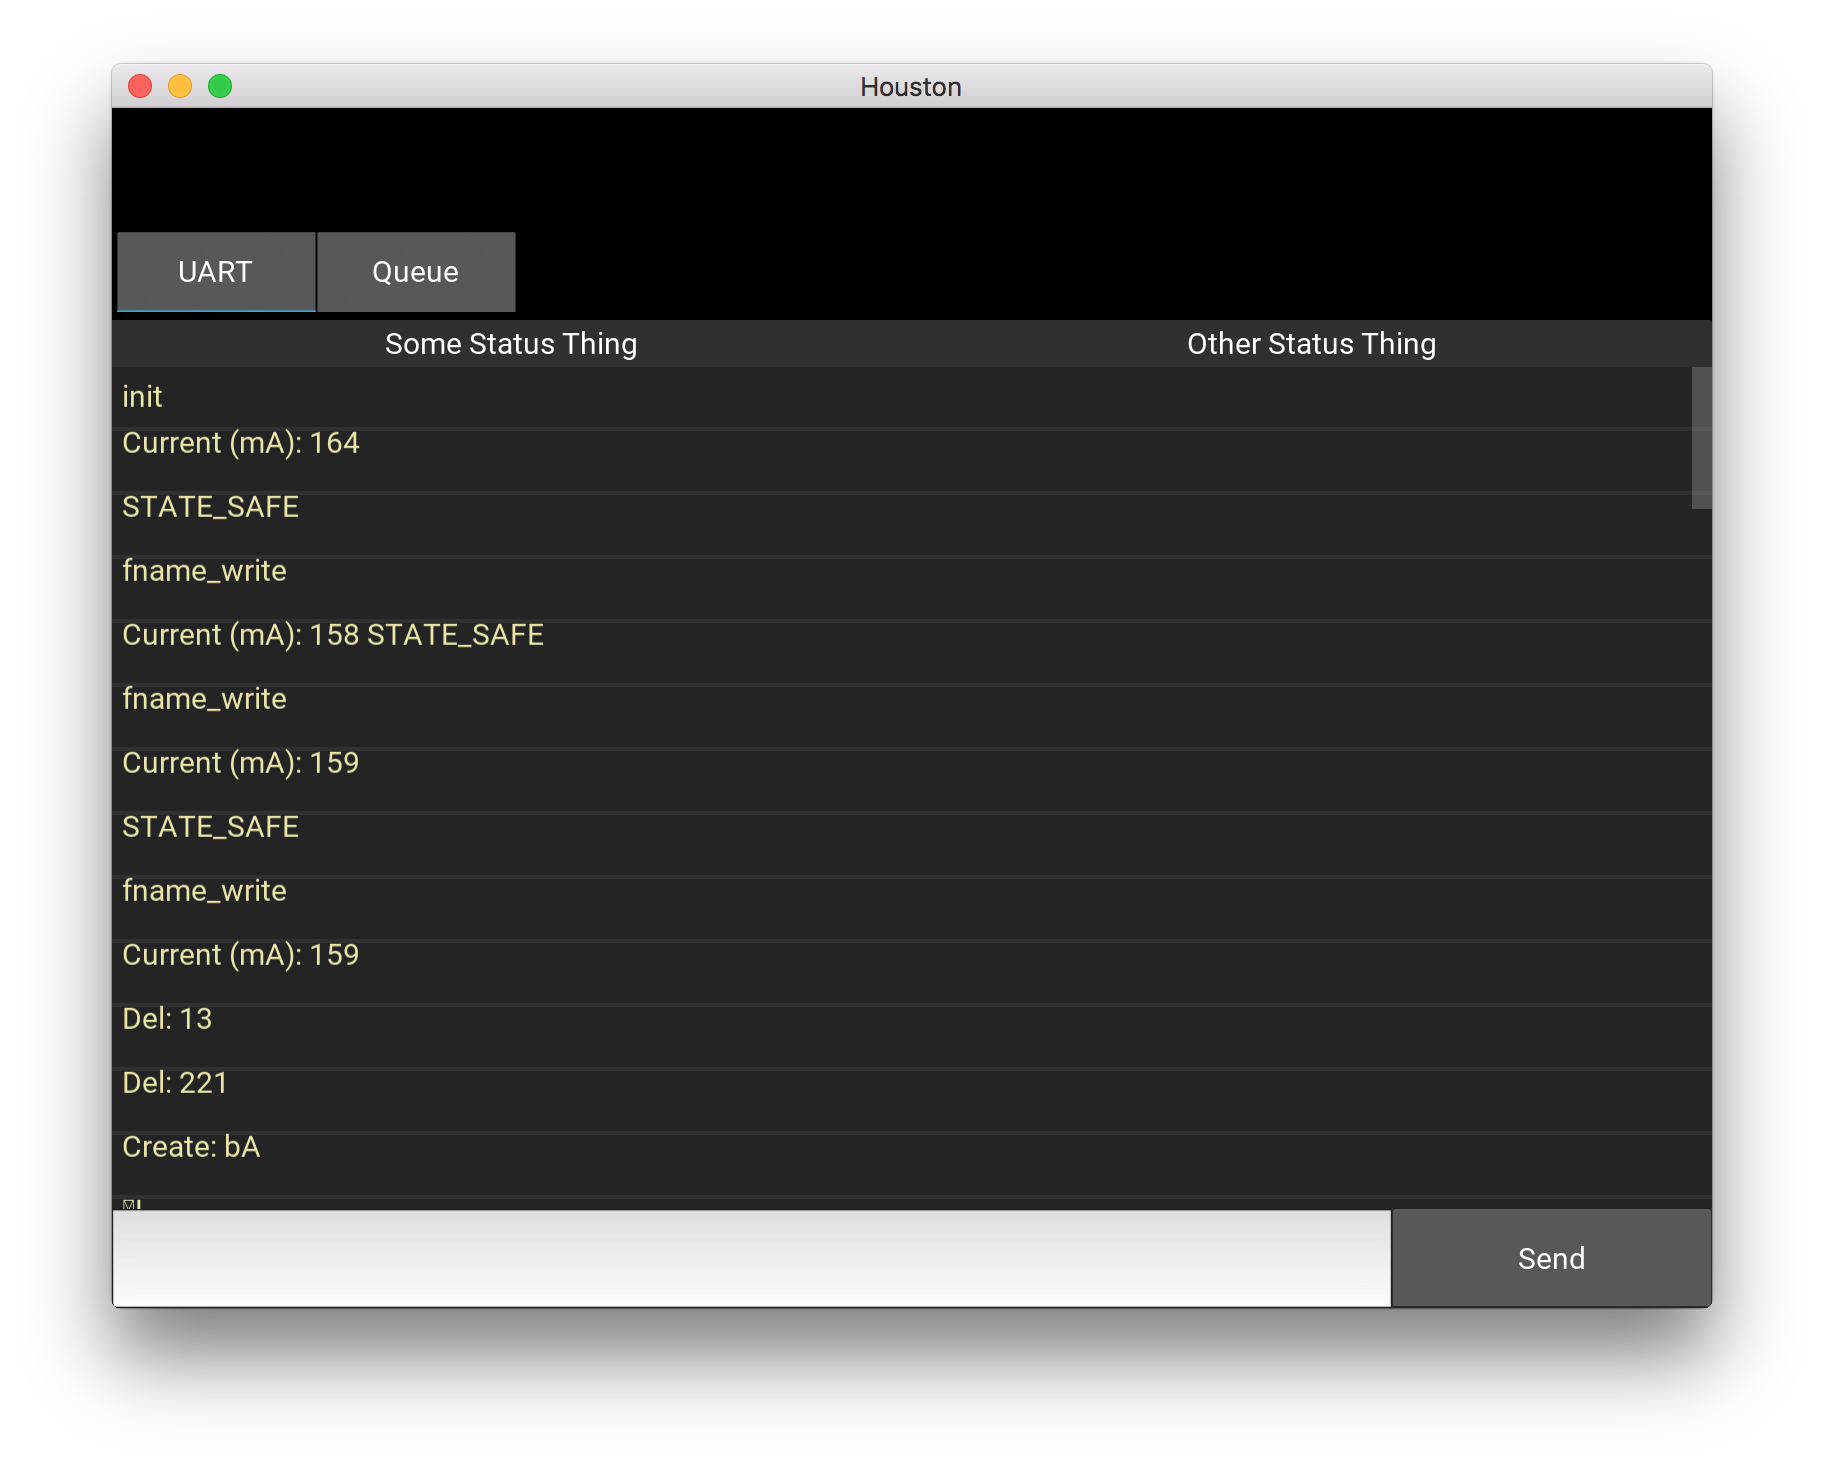 Houston
UART Queue
Some Status Thing Other Status Thing
init
Current (mA): 164
STATE_SAFE
fname_write
Current (mA): 158 STATE_SAFE
fname_write
Current (mA): 159
STATE_SAFE
fname_write
Current (mA): 159
Del: 13
Del: 221
Create: bA
Send